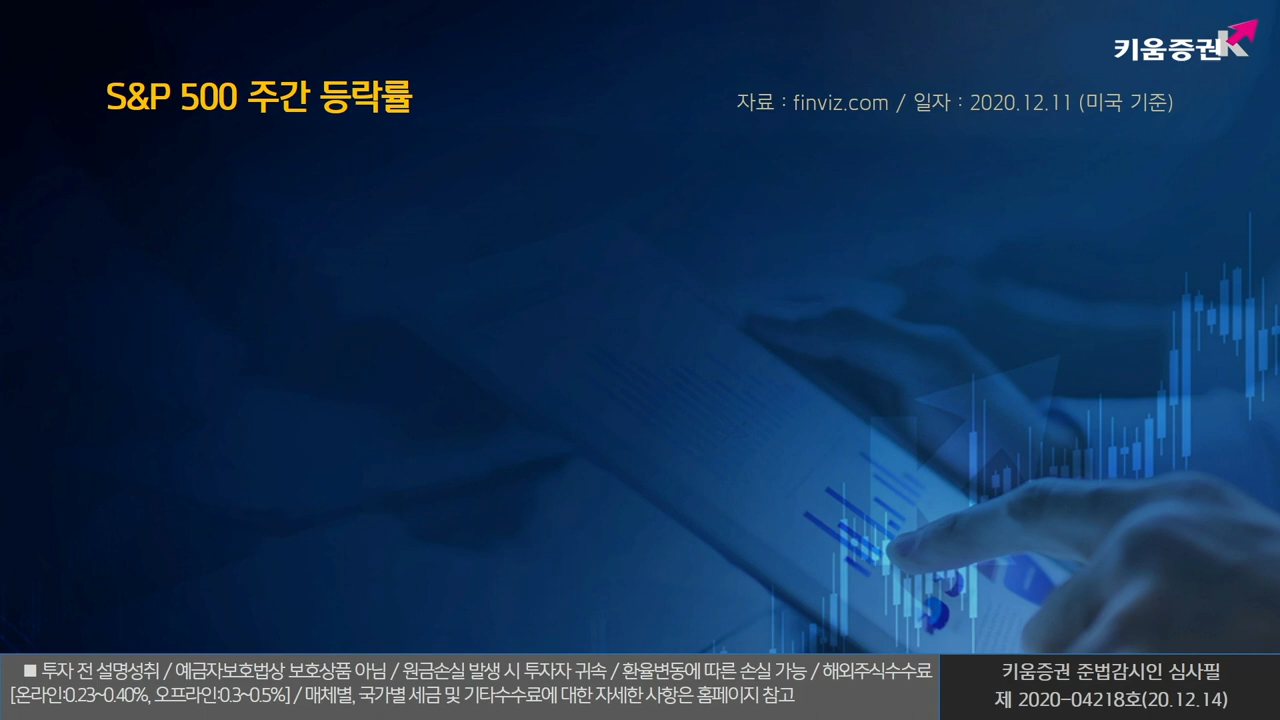 키움증권
S&P 500 주간 등락률
자료 : finviz.com / 일자 : 2020.12.11 (미국 기준)
■ 투자 전 설명성취 / 예금자보호법상 보호상품 아님 / 원금손실 발생 시 투자자 귀속 / 환율변동에 따른 손실 가능 / 해외주식수수료
[온라인:0.23~0.40%, 오프라인:0.3~0.5%] / 매체별, 국가별 세금 및 기타수수료에 대한 자세한 사항은 홈페이지 참고
키움증권 준법감시인 심사필
제 2020-04218호(20.12.14)